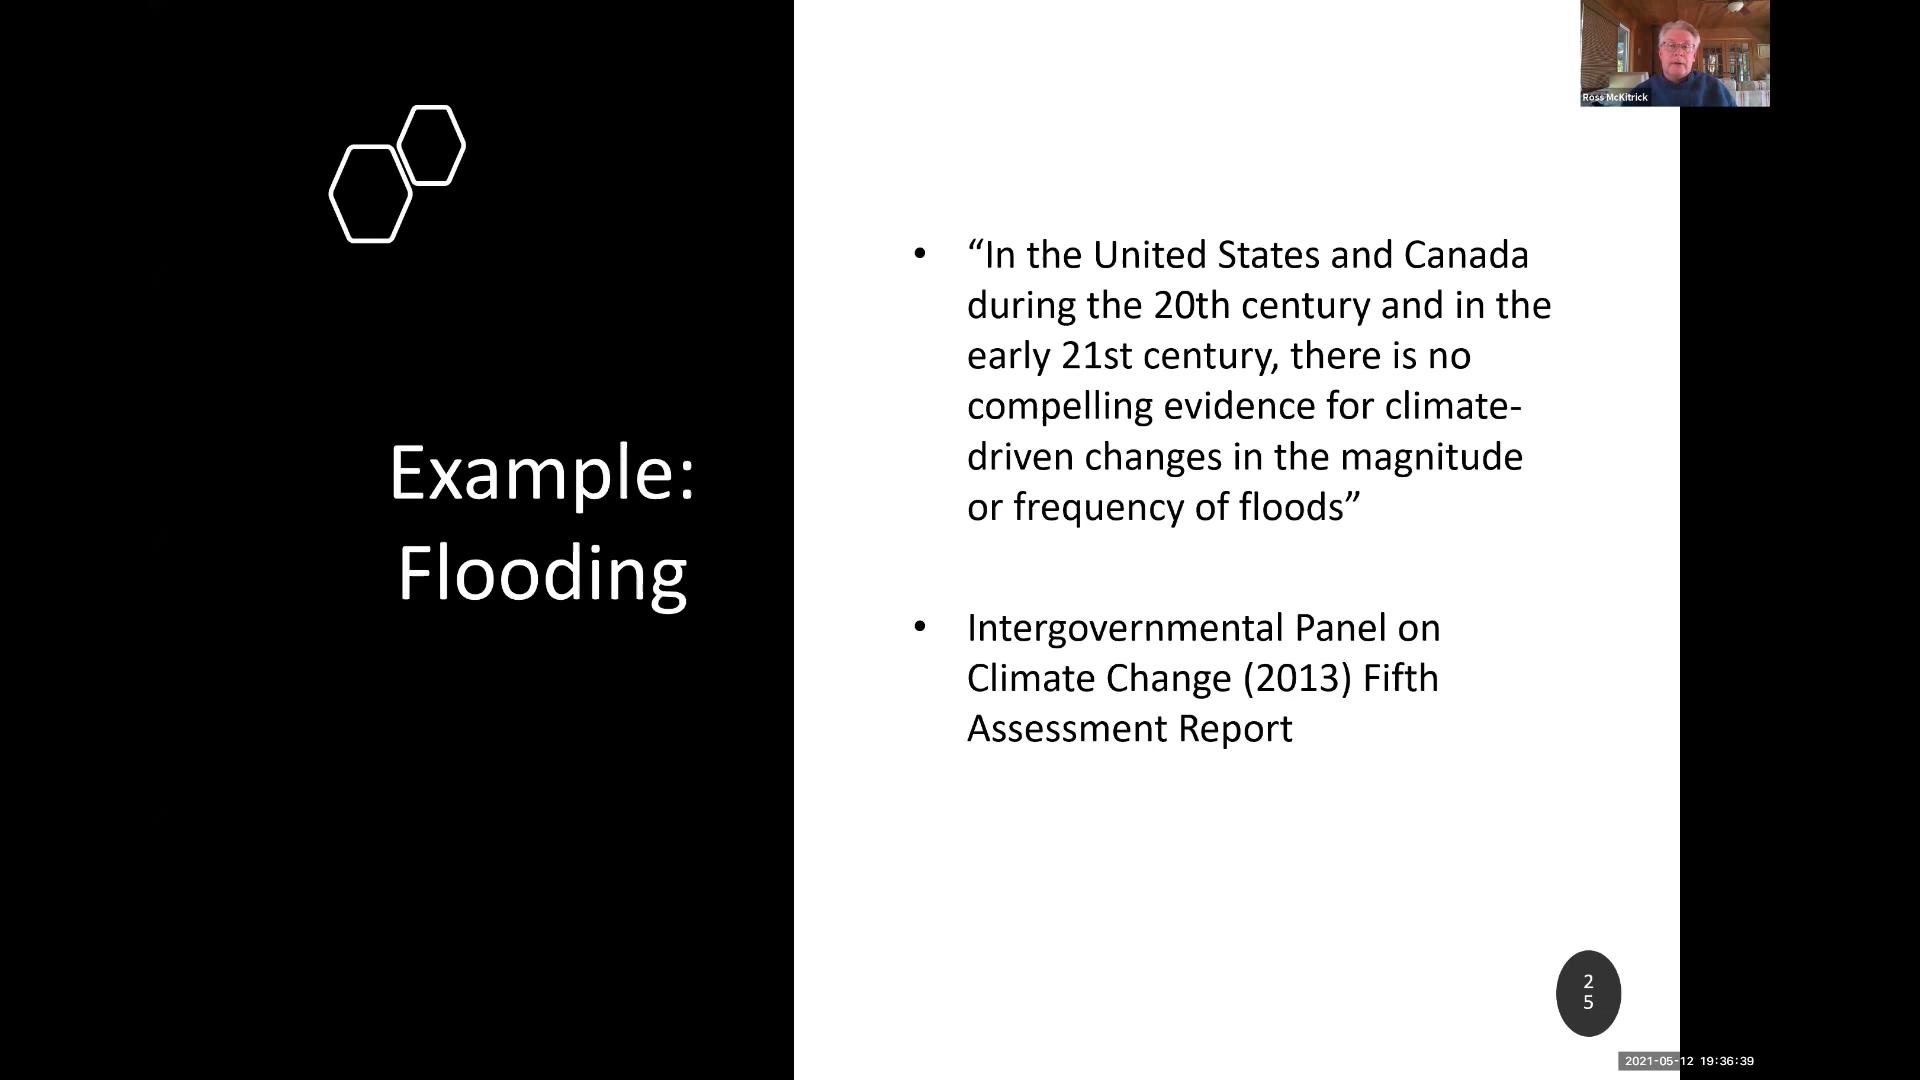 Ross McKitrick
Example:
Flooding
• “In the United States and Canada
during the 20th century and in the
early 21st century, there is no
compelling evidence for climate-
driven changes in the magnitude
or frequency of floods”
• Intergovernmental Panel on
Climate Change (2013) Fifth
Assessment Report
2
5
2021-05-12 19:36:39